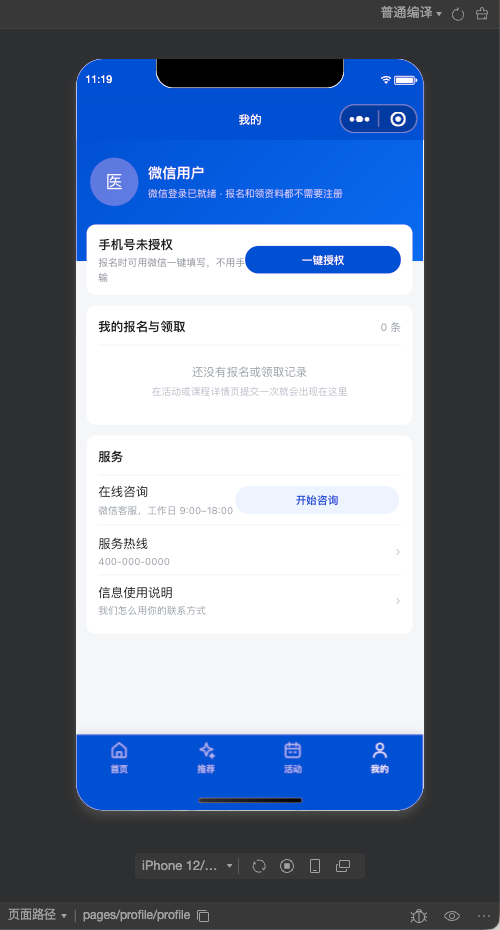 普通编译
11:19
我的
医
微信用户
微信登录已就绪 · 报名和领资料都不需要注册
手机号未授权
报名时可用微信一键填写，不用手
输
一键授权
我的报名与领取
0 条
还没有报名或领取记录
在活动或课程详情页提交一次就会出现在这里
服务
在线咨询
微信客服，工作日 9:00–18:00
开始咨询
服务热线
400-000-0000
信息使用说明
我们怎么用你的联系方式
首页
推荐
活动
我的
iPhone 12/...
页面路径
pages/profile/profile